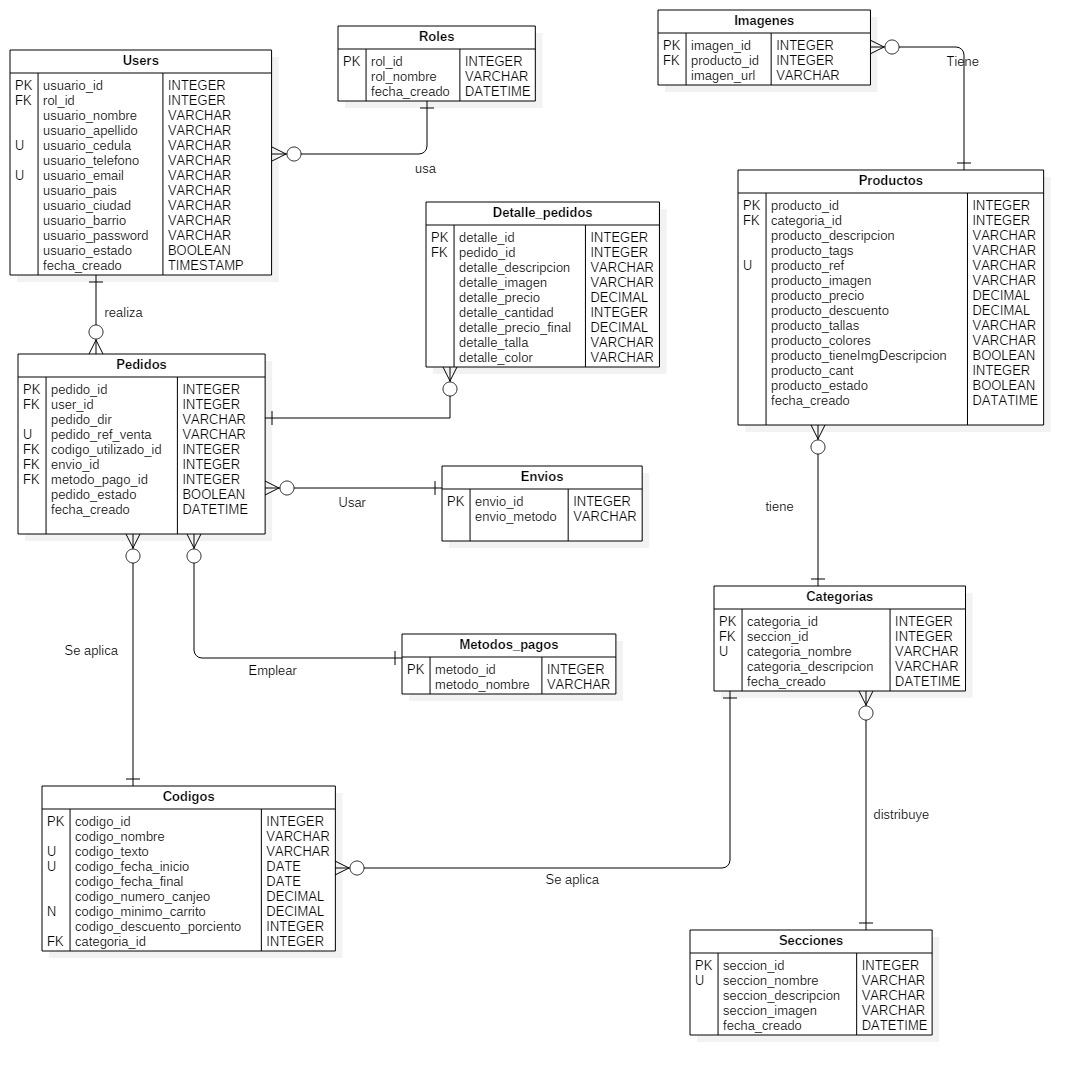 Users
PK usuario_id INTEGER
FK rol_id INTEGER
usuario_nombre VARCHAR
usuario_apellido VARCHAR
U usuario_cedula VARCHAR
usuario_telefono VARCHAR
U usuario_email VARCHAR
usuario_pais VARCHAR
usuario_ciudad VARCHAR
usuario_barrio VARCHAR
usuario_password VARCHAR
usuario_estado BOOLEAN
fecha_creado TIMESTAMP
Roles
PK rol_id INTEGER
rol_nombre VARCHAR
fecha_creado DATETIME
usa
Imagenes
PK imagen_id INTEGER
FK producto_id INTEGER
imagen_url VARCHAR
Tiene
Detalle_pedidos
PK detalle_id INTEGER
FK pedido_id INTEGER
detalle_descripcion VARCHAR
detalle_imagen VARCHAR
detalle_precio DECIMAL
detalle_cantidad INTEGER
detalle_precio_final DECIMAL
detalle_talla VARCHAR
detalle_color VARCHAR
Productos
PK producto_id INTEGER
FK categoria_id INTEGER
producto_descripcion VARCHAR
producto_tags VARCHAR
U producto_ref VARCHAR
producto_imagen VARCHAR
producto_precio DECIMAL
producto_descuento DECIMAL
producto_tallas VARCHAR
producto_colores VARCHAR
producto_tieneImgDescripcion BOOLEAN
producto_cant INTEGER
producto_estado BOOLEAN
fecha_creado DATATIME
realiza
Pedidos
PK pedido_id INTEGER
FK user_id INTEGER
pedido_dir VARCHAR
U pedido_ref_venta VARCHAR
FK codigo_utilizado_id INTEGER
FK envio_id INTEGER
FK metodo_pago_id INTEGER
pedido_estado BOOLEAN
fecha_creado DATETIME
Usar
Envios
PK envio_id INTEGER
envio_metodo VARCHAR
tiene
Se aplica
Emplear
Metodos_pagos
PK metodo_id INTEGER
metodo_nombre VARCHAR
Categorias
PK categoria_id INTEGER
FK seccion_id INTEGER
U categoria_nombre VARCHAR
categoria_descripcion VARCHAR
fecha_creado DATETIME
Codigos
PK codigo_id INTEGER
codigo_nombre VARCHAR
U codigo_texto VARCHAR
U codigo_fecha_inicio DATE
codigo_fecha_final DATE
codigo_numero_canjeo DECIMAL
N codigo_minimo_carrito DECIMAL
codigo_descuento_porciento INTEGER
FK categoria_id INTEGER
Se aplica
distribuye
Secciones
PK seccion_id INTEGER
U seccion_nombre VARCHAR
seccion_descripcion VARCHAR
seccion_imagen VARCHAR
fecha_creado DATETIME